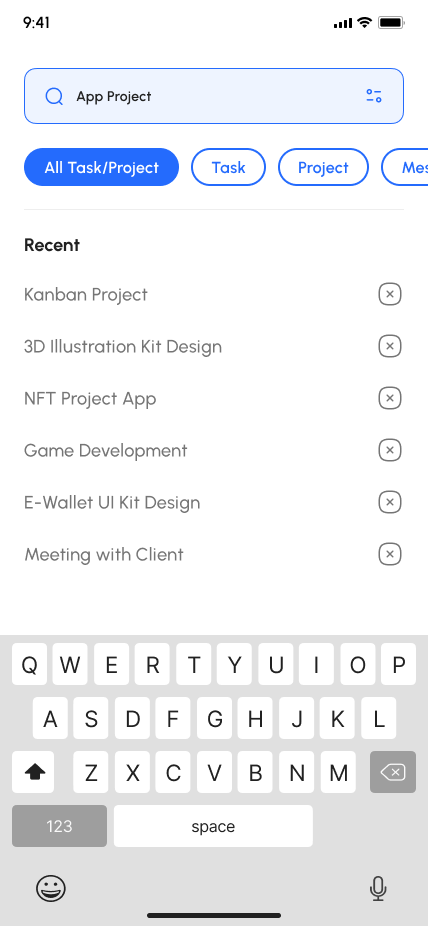 9:41
App Project
All Task/Project Task Project Mes
Recent
Kanban Project
3D Illustration Kit Design
NFT Project App
Game Development
E-Wallet UI Kit Design
Meeting with Client
Q W E R T Y U I O P
A S D F G H J K L
Z X C V B N M
123 space